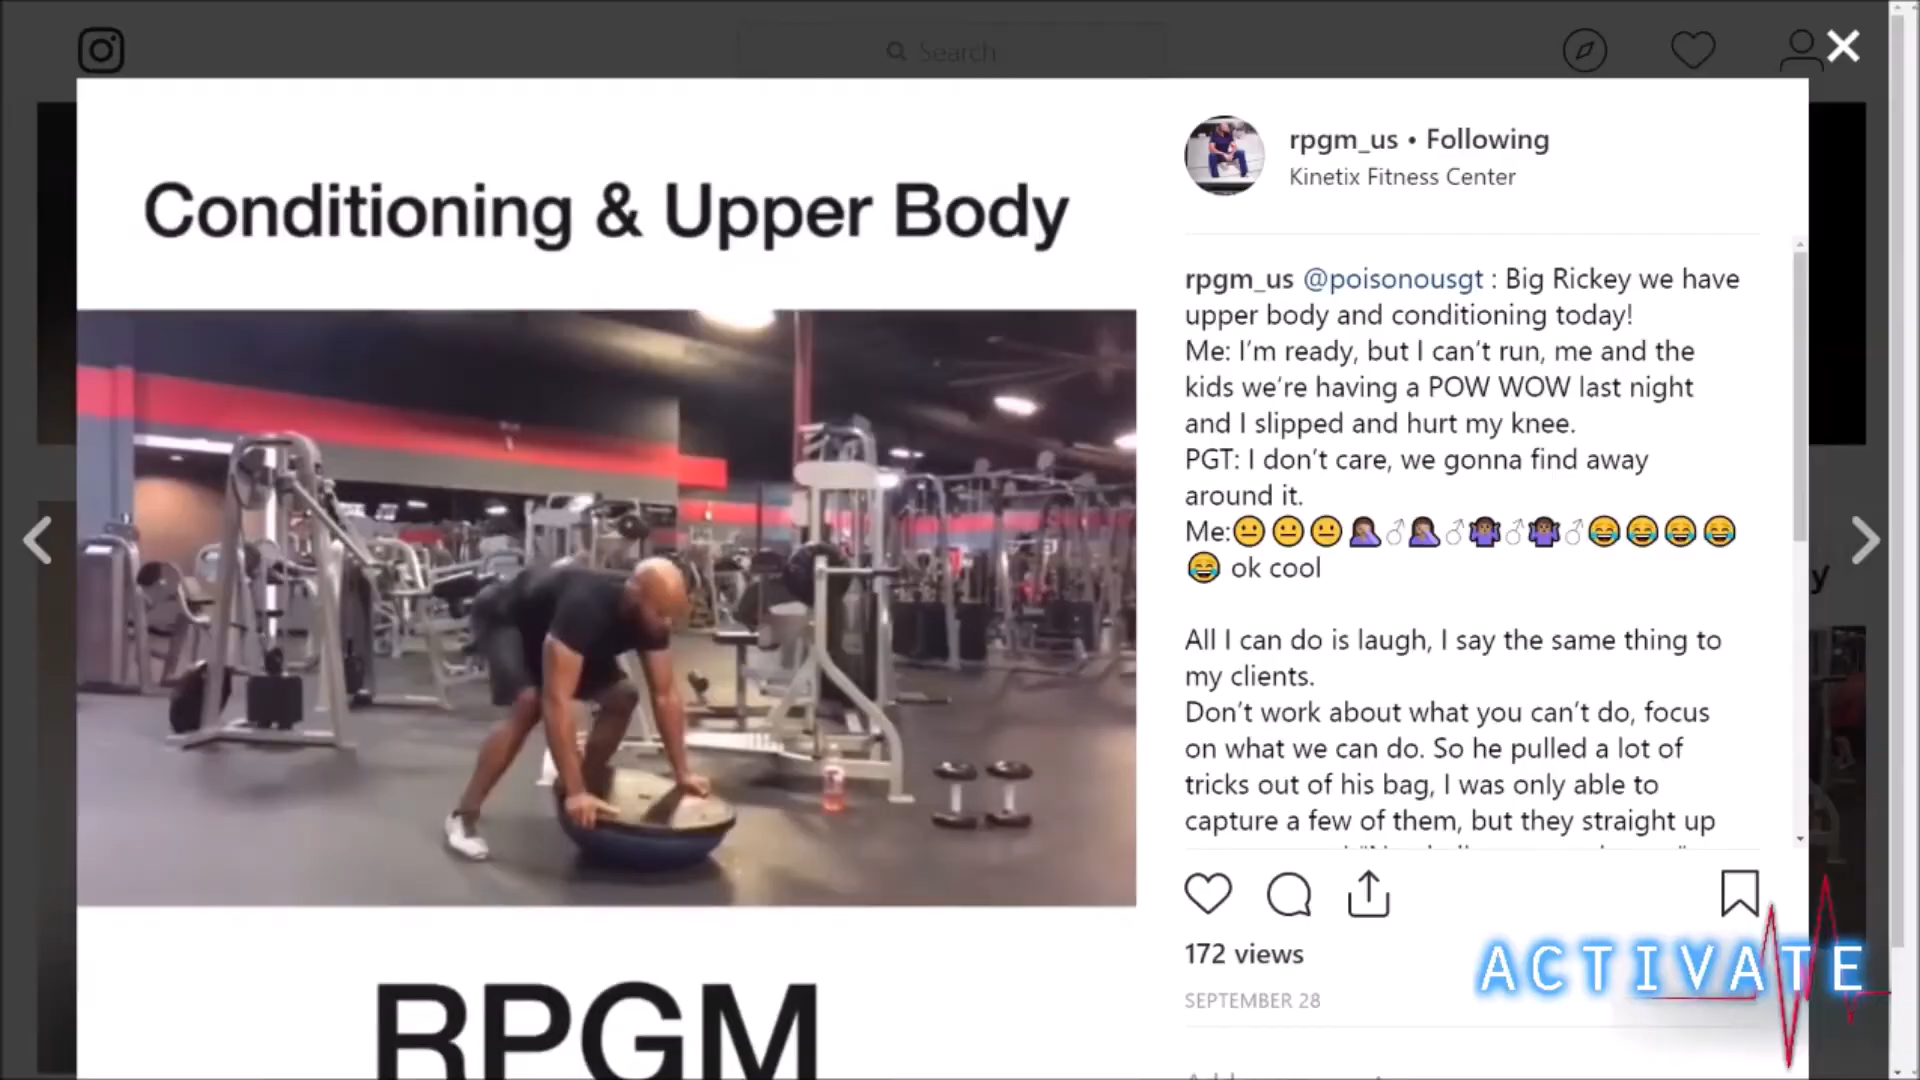 Search
Conditioning & Upper Body
RPGM
rpgm_us • Following
Kinetix Fitness Center
rpgm_us @poisonousgt : Big Rickey we have
upper body and conditioning today!
Me: I'm ready, but I can't run, me and the
kids we're having a POW WOW last night
and I slipped and hurt my knee.
PGT: I don't care, we gonna find away
around it.
Me:😐😐😐🤦🏾‍♂🤦🏾‍♂🤷🏾‍♂🤷🏾‍♂😂😂😂😂
😂 ok cool
All I can do is laugh, I say the same thing to
my clients.
Don't work about what you can't do, focus
on what we can do. So he pulled a lot of
tricks out of his bag, I was only able to
capture a few of them, but they straight up
172 views
SEPTEMBER 28
ACTIVATE